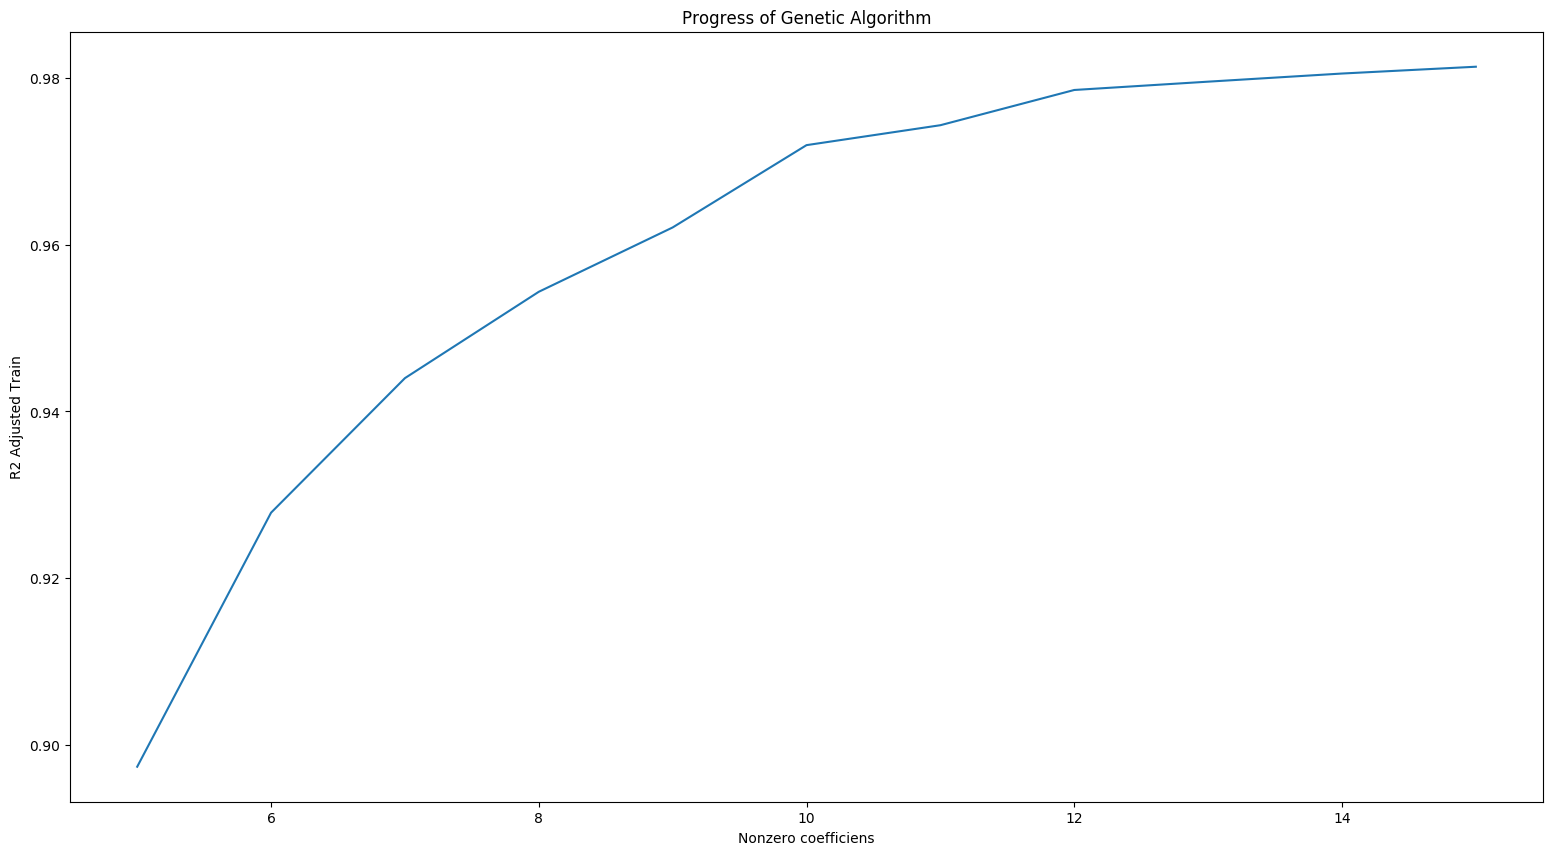 Progress of Genetic Algorithm
0.98
0.96
0.94
0.92
0.90
R2 Adjusted Train
6 8 10 12 14
Nonzero coefficiens